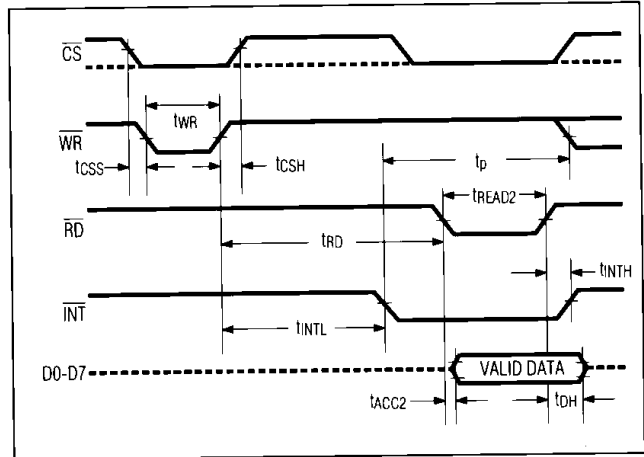 CS
tWR
WR
tCSS
tCSH
tp
tREAD2
RD
tRD
tINTH
INT
tINTL
D0-D7
VALID DATA
tACC2
tDH